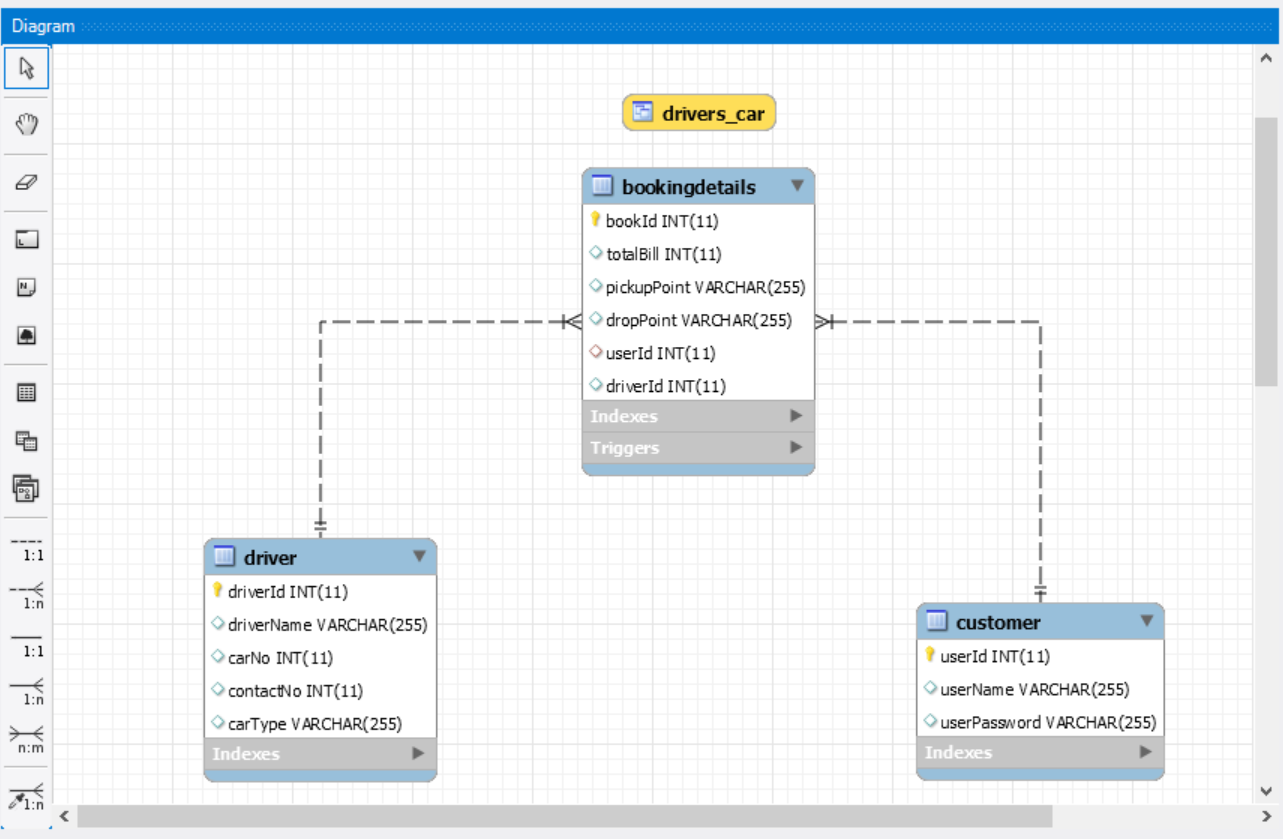 Diagram
drivers_car
bookingdetails
bookId INT(11)
totalBill INT(11)
pickupPoint VARCHAR(255)
dropPoint VARCHAR(255)
userId INT(11)
driverId INT(11)
Indexes
Triggers
driver
driverId INT(11)
driverName VARCHAR(255)
carNo INT(11)
contactNo INT(11)
carType VARCHAR(255)
Indexes
customer
userId INT(11)
userName VARCHAR(255)
userPassword VARCHAR(255)
Indexes
1:1
1:n
1:1
1:n
n:m
1:n